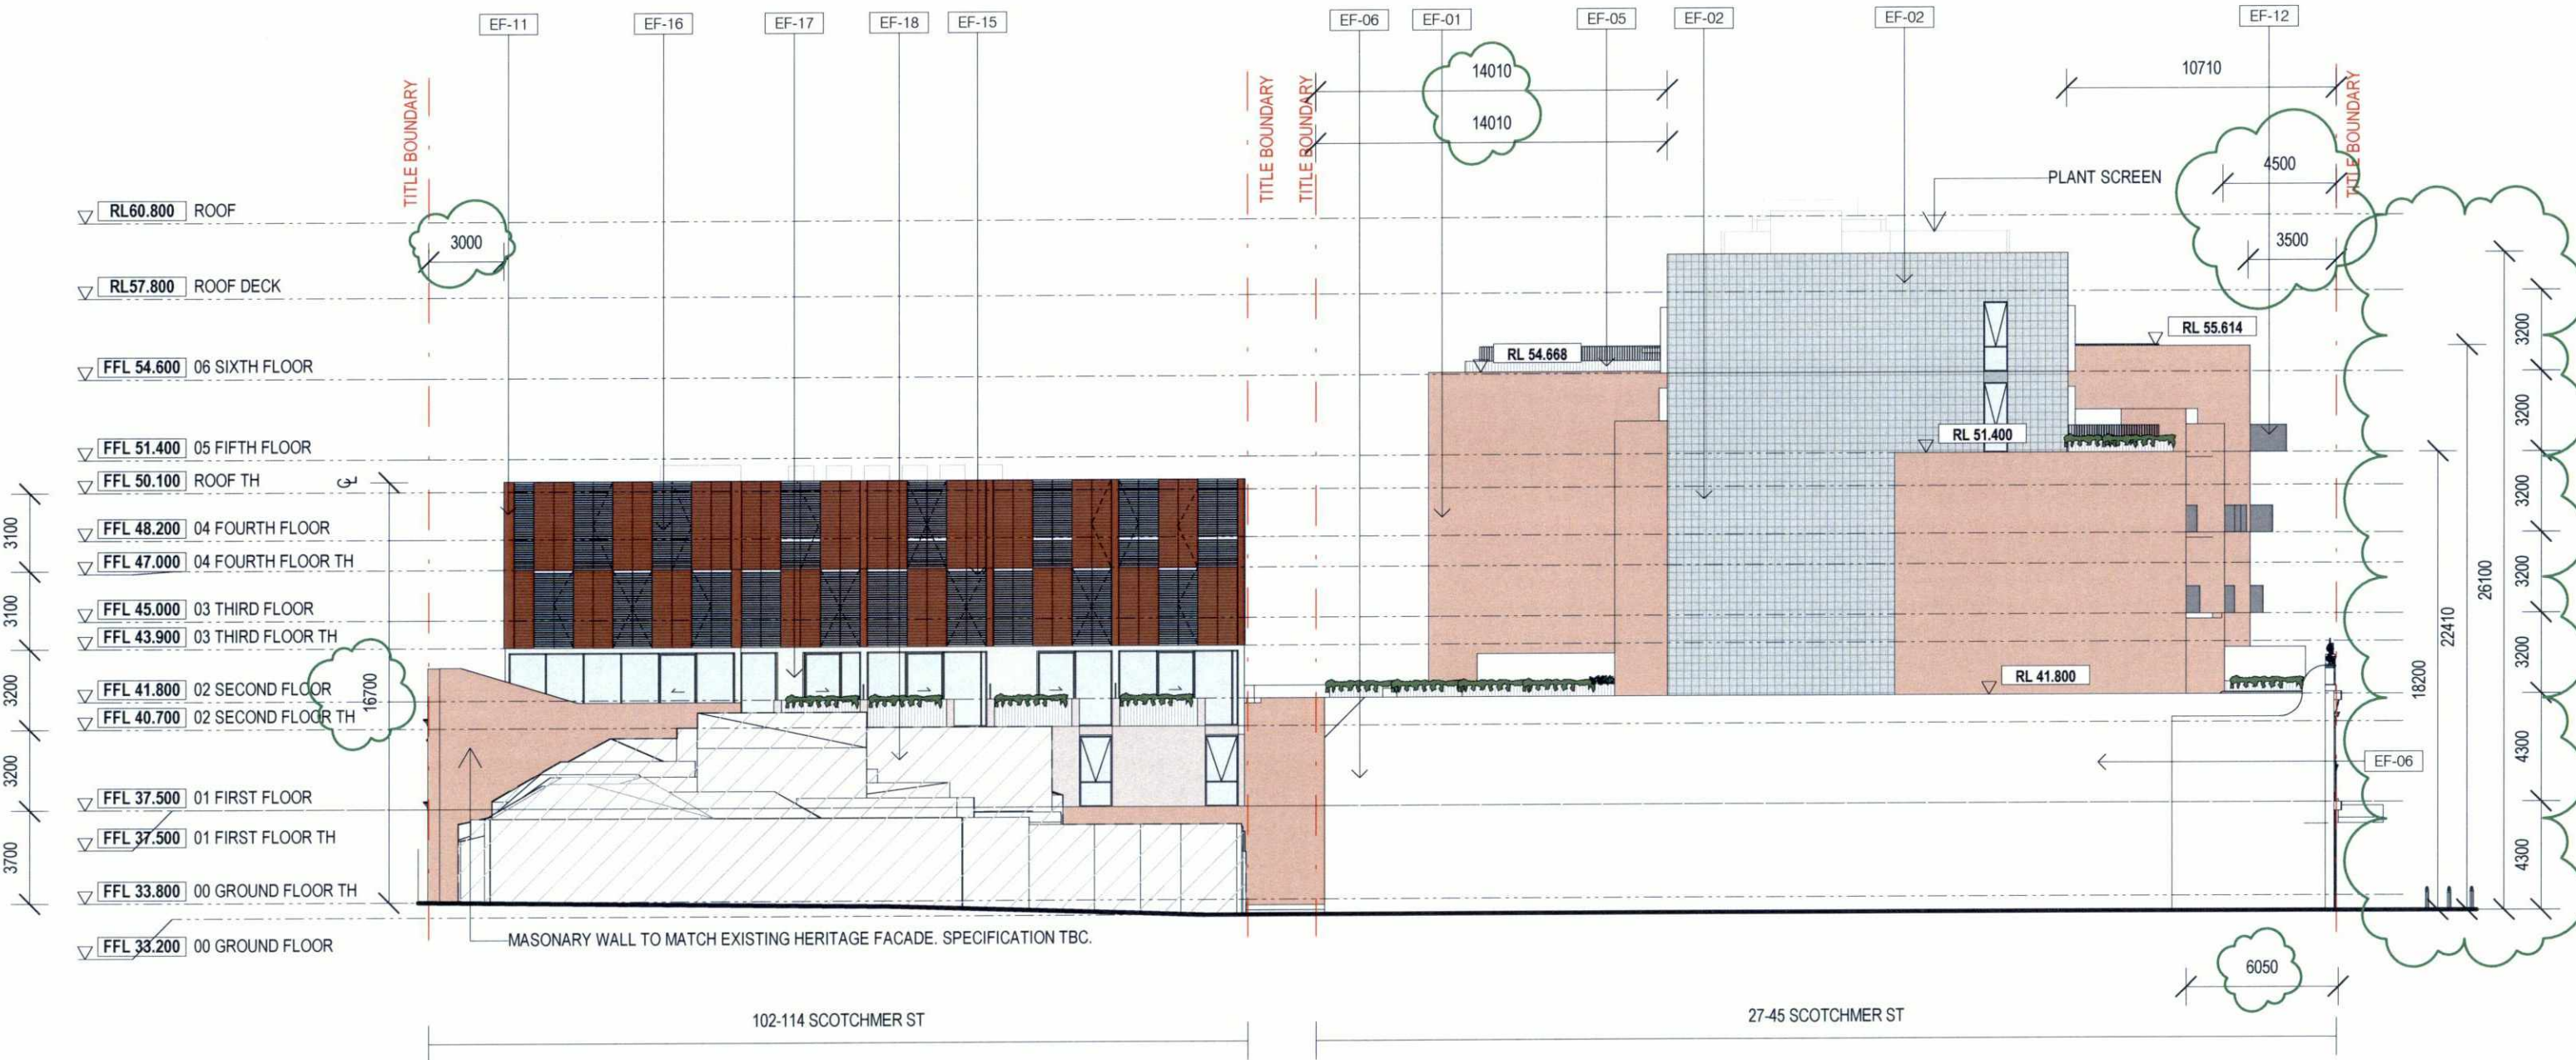 EF-11
EF-16
EF-17
EF-18
EF-15
EF-06
EF-01
EF-05
EF-02
EF-02
EF-12
TITLE BOUNDARY
TITLE BOUNDARY
TITLE BOUNDARY
TITLE BOUNDARY
14010
14010
10710
4500
3500
3000
PLANT SCREEN
RL60.800 ROOF
RL57.800 ROOF DECK
FFL 54.600 06 SIXTH FLOOR
FFL 51.400 05 FIFTH FLOOR
FFL 50.100 ROOF TH
FFL 48.200 04 FOURTH FLOOR
FFL 47.000 04 FOURTH FLOOR TH
FFL 45.000 03 THIRD FLOOR
FFL 43.900 03 THIRD FLOOR TH
FFL 41.800 02 SECOND FLOOR
FFL 40.700 02 SECOND FLOOR TH
FFL 37.500 01 FIRST FLOOR
FFL 37.500 01 FIRST FLOOR TH
FFL 33.800 00 GROUND FLOOR TH
FFL 33.200 00 GROUND FLOOR
3100
3100
3200
3200
3700
16700
RL 54.668
RL 55.614
RL 51.400
RL 41.800
EF-06
3200
3200
3200
3200
3200
4300
4300
18200
22410
26100
MASONARY WALL TO MATCH EXISTING HERITAGE FACADE. SPECIFICATION TBC.
6050
102-114 SCOTCHMER ST
27-45 SCOTCHMER ST